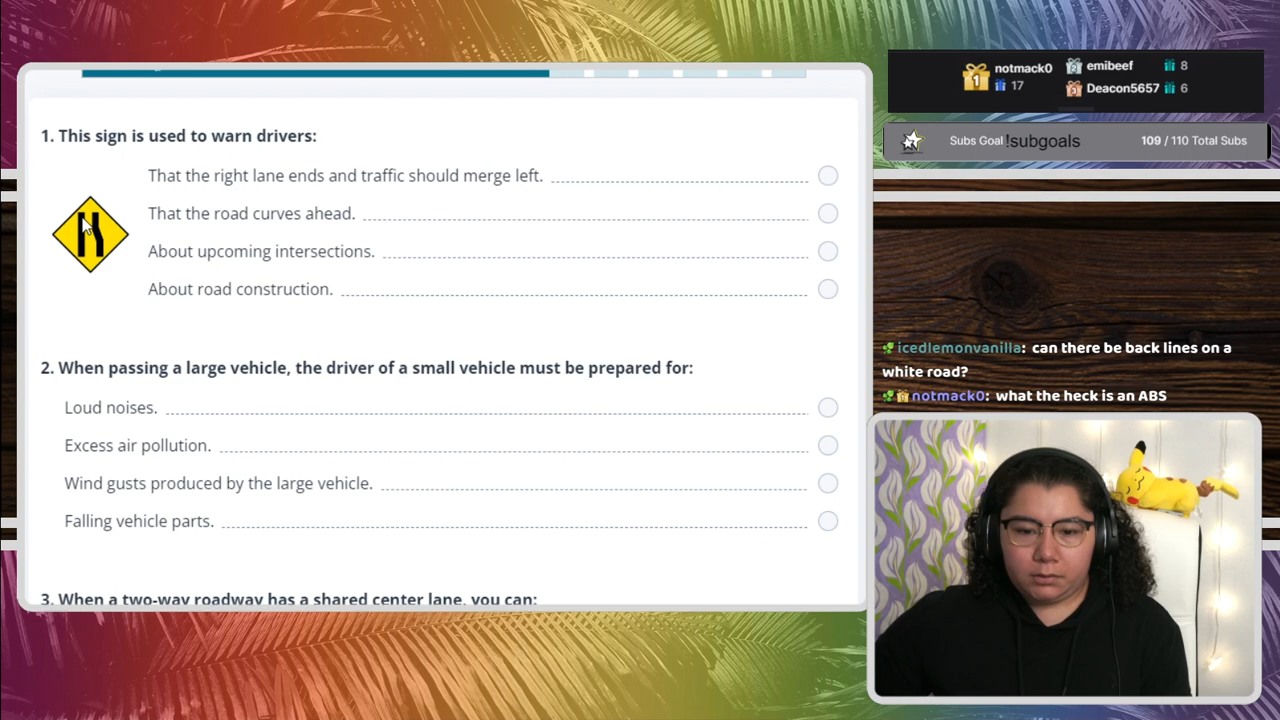 1. This sign is used to warn drivers:
That the right lane ends and traffic should merge left.
That the road curves ahead.
About upcoming intersections.
About road construction.
2. When passing a large vehicle, the driver of a small vehicle must be prepared for:
Loud noises.
Excess air pollution.
Wind gusts produced by the large vehicle.
Falling vehicle parts.
3. When a two-way roadway has a shared center lane, you can:
1 notmack0 17
2 emibeef 8
3 Deacon5657 6
Subs Goal !subgoals 109 / 110 Total Subs
icedlemonvanilla: can there be back lines on a
white road?
notmack0: what the heck is an ABS